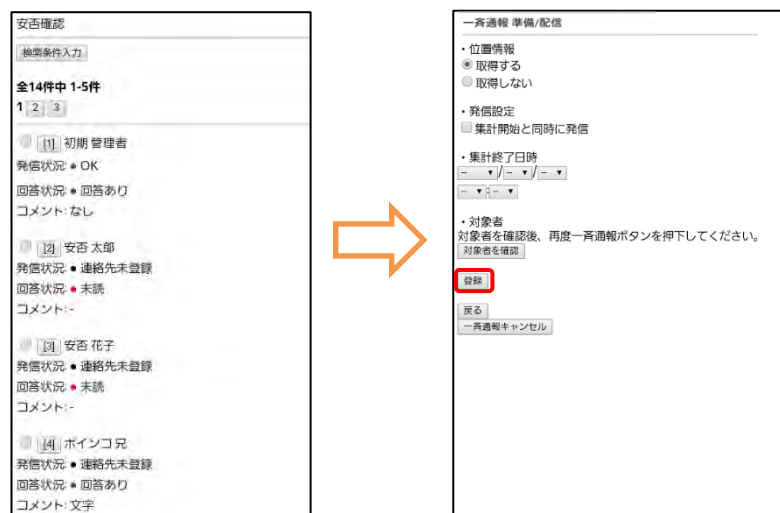 安否確認
検索条件入力
全14件中 1-5件
1 2 3
[1] 初期 管理者
発信状況: ● OK
回答状況: ● 回答あり
コメント: なし
[2] 安否 太郎
発信状況: ● 連絡先未登録
回答状況: ● 未読
コメント: -
[3] 安否 花子
発信状況: ● 連絡先未登録
回答状況: ● 未読
コメント: -
[4] ボインコ 兄
発信状況: ● 連絡先未登録
回答状況: ● 回答あり
コメント: 文字
一斉通報 準備/配信
・位置情報
取得する
取得しない
・発信設定
集計開始と同時に発信
・集計終了日時
-- / -- / --
-- : --
・対象者
対象者を確認後、再度一斉通報ボタンを押下してください。
対象者を確認
登録
戻る
一斉通報キャンセル